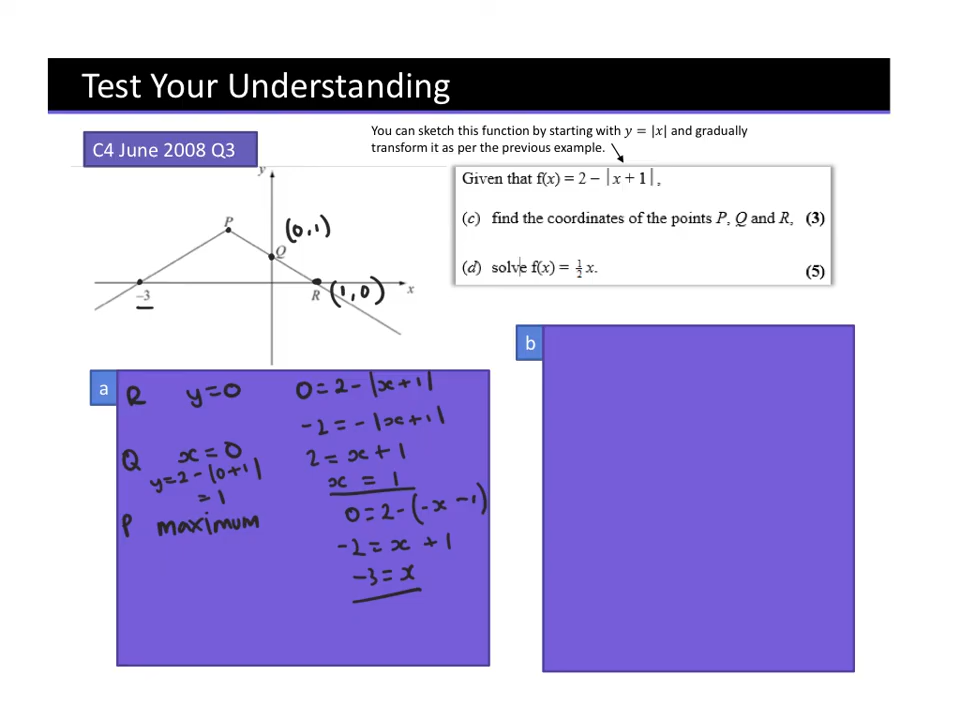 Test Your Understanding
You can sketch this function by starting with y = |x| and gradually
transform it as per the previous example.
C4 June 2008 Q3
y
P
(0,1)
Q
-3
R
(1,0)
x
Given that f(x) = 2 − |x + 1|,
(c) find the coordinates of the points P, Q and R, (3)
(d) solve f(x) = ½ x. (5)
a
R y=0
Q x=0
y=2-|0+1|
=1
P maximum
0=2-|x+1|
-2=-|x+1|
2=x+1
x=1
0=2-(-x-1)
-2=x+1
-3=x
b